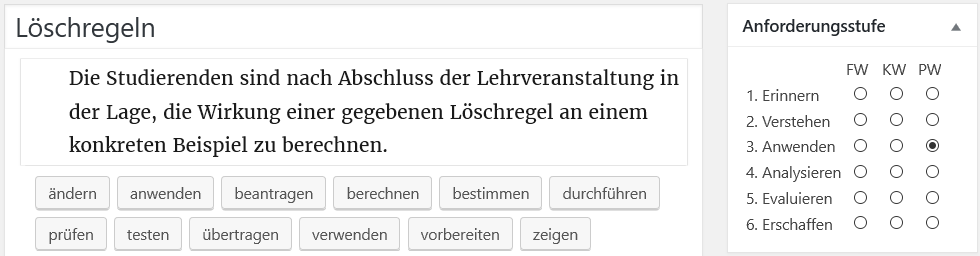 Löschregeln
Die Studierenden sind nach Abschluss der Lehrveranstaltung in
der Lage, die Wirkung einer gegebenen Löschregel an einem
konkreten Beispiel zu berechnen.
ändern anwenden beantragen berechnen bestimmen durchführen
prüfen testen übertragen verwenden vorbereiten zeigen
Anforderungsstufe
FW KW PW
1. Erinnern
2. Verstehen
3. Anwenden
4. Analysieren
5. Evaluieren
6. Erschaffen